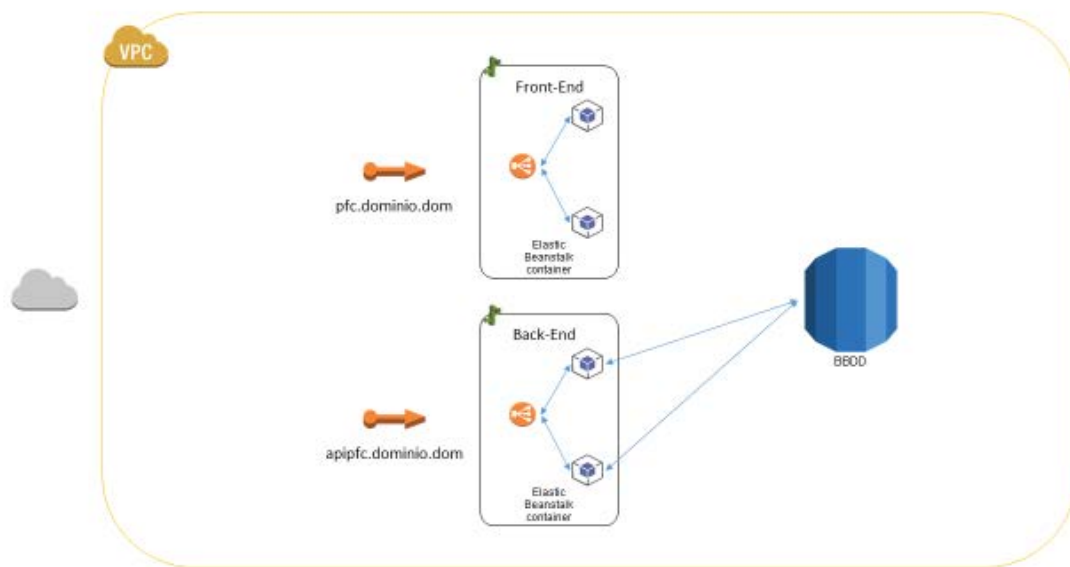 VPC
Front-End
pfc.dominio.dom
Elastic
Beanstalk
container
Back-End
BBDD
apipfc.dominio.dom
Elastic
Beanstalk
container